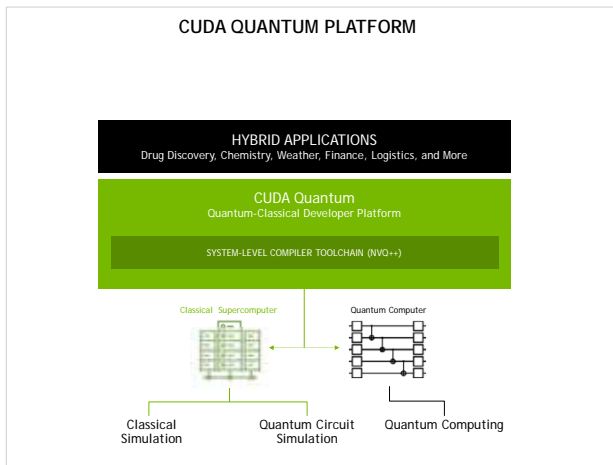 CUDA QUANTUM PLATFORM
HYBRID APPLICATIONS
Drug Discovery, Chemistry, Weather, Finance, Logistics, and More
CUDA Quantum
Quantum-Classical Developer Platform
SYSTEM-LEVEL COMPILER TOOLCHAIN (NVQ++)
Classical Supercomputer
Quantum Computer
Classical
Simulation
Quantum Circuit
Simulation
Quantum Computing